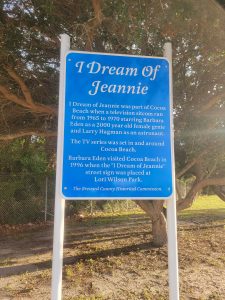 I Dream Of
Jeannie
I Dream of Jeannie was part of Cocoa
Beach when a television sitcom ran
from 1965 to 1970 starring Barbara
Eden as a 2000 year old female genie
and Larry Hagman as an astronaut.
The TV series was set in and around
Cocoa Beach.
Barbara Eden visited Cocoa Beach in
1996 when the "I Dream of Jeannie"
street sign was placed at
Lori Wilson Park.
The Brevard County Historical Commission